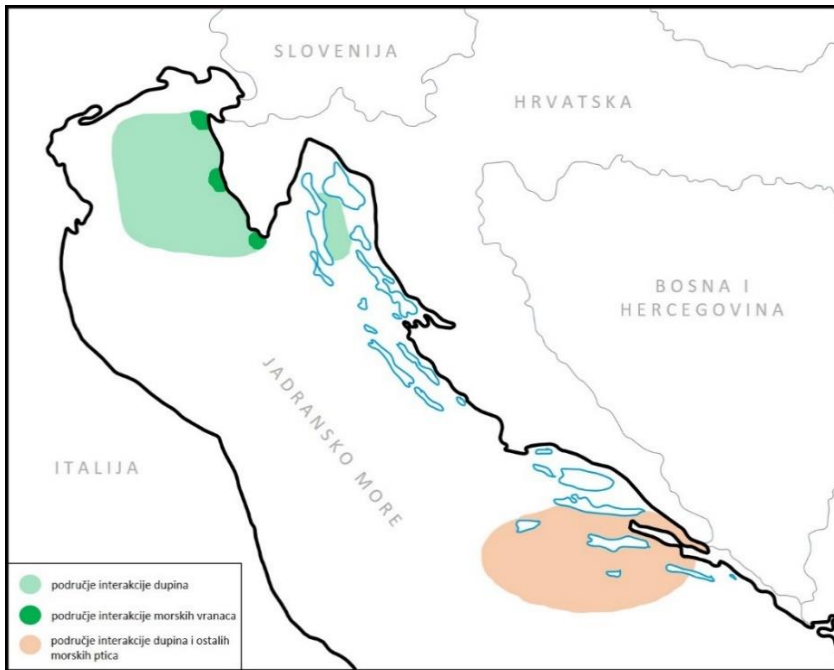 SLOVENIJA
HRVATSKA
BOSNA I
HERCEGOVINA
JADRANSKO MORE
ITALIJA
područje interakcije dupina
područje interakcije morskih vranaca
područje interakcije dupina i ostalih
morskih ptica